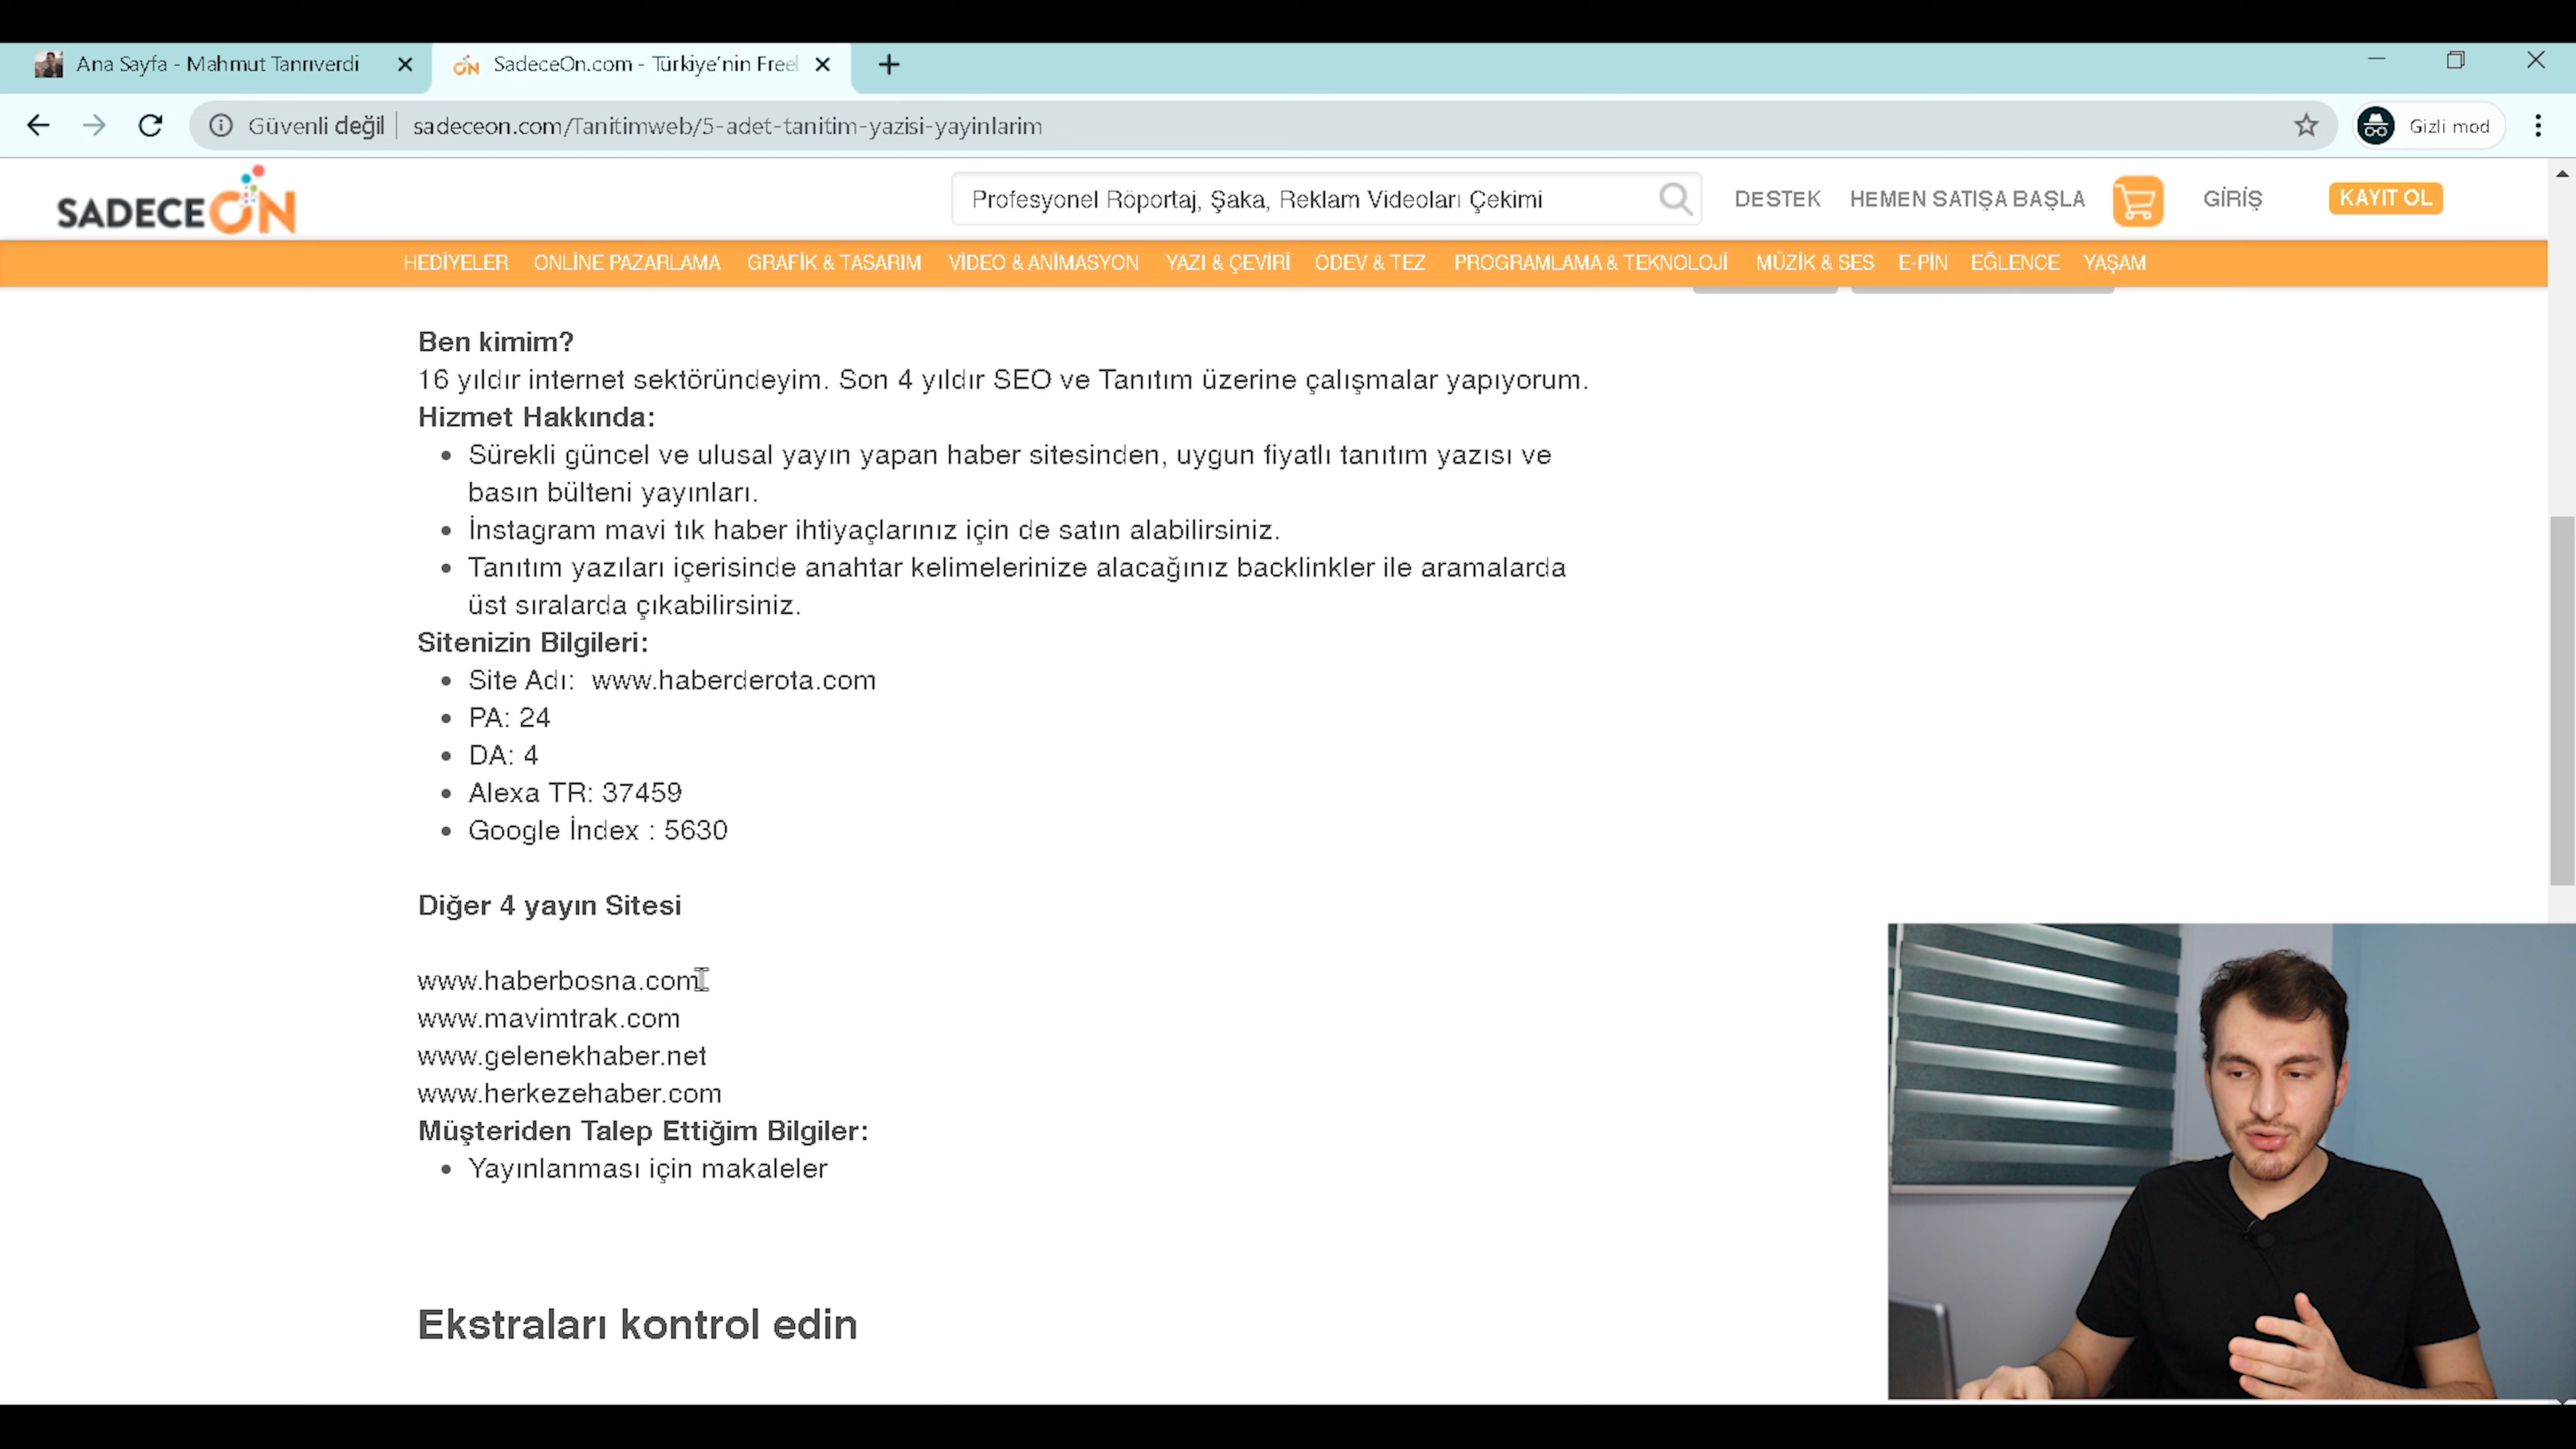 Ana Sayfa - Mahmut Tanrıverdi
SadeceOn.com - Türkiye'nin Freel
Güvenli değil
sadeceon.com/Tanitimweb/5-adet-tanitim-yazisi-yayinlarim
Gizli mod
SADECEON
Profesyonel Röportaj, Şaka, Reklam Videoları Çekimi
DESTEK
HEMEN SATIŞA BAŞLA
GİRİŞ
KAYIT OL
HEDİYELER ONLİNE PAZARLAMA GRAFİK & TASARIM VİDEO & ANİMASYON YAZI & ÇEVİRİ ÖDEV & TEZ PROGRAMLAMA & TEKNOLOJİ MÜZİK & SES E-PİN EĞLENCE YAŞAM
Ben kimim?
16 yıldır internet sektöründeyim. Son 4 yıldır SEO ve Tanıtım üzerine çalışmalar yapıyorum.
Hizmet Hakkında:
Sürekli güncel ve ulusal yayın yapan haber sitesinden, uygun fiyatlı tanıtım yazısı ve
basın bülteni yayınları.
İnstagram mavi tık haber ihtiyaçlarınız için de satın alabilirsiniz.
Tanıtım yazıları içerisinde anahtar kelimelerinize alacağınız backlinkler ile aramalarda
üst sıralarda çıkabilirsiniz.
Sitenizin Bilgileri:
Site Adı: www.haberderota.com
PA: 24
DA: 4
Alexa TR: 37459
Google İndex : 5630
Diğer 4 yayın Sitesi
www.haberbosna.com
www.mavimtrak.com
www.gelenekhaber.net
www.herkezehaber.com
Müşteriden Talep Ettiğim Bilgiler:
Yayınlanması için makaleler
Ekstraları kontrol edin